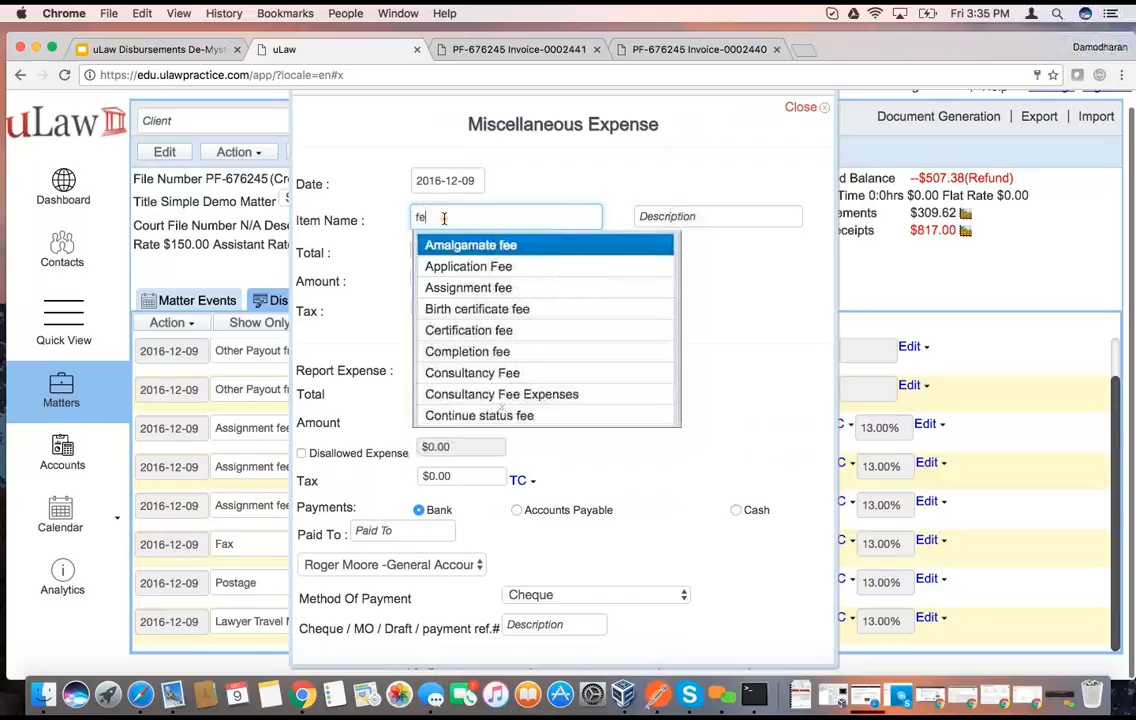 Chrome File Edit View History Bookmarks People Window Help Fri 3:35 PM
uLaw Disbursements De-Myst × uLaw × PF-676245 Invoice-0002441 × PF-676245 Invoice-0002440 × Damodharan
https://edu.ulawpractice.com/app/?locale=en#x
uLaw
Dashboard
Contacts
Quick View
Matters
Accounts
Calendar
Analytics
Client
Edit Action
Document Generation | Export | Import
File Number PF-676245 (Cre
Title Simple Demo Matter S
Court File Number N/A Desc
Rate $150.00 Assistant Rat
d Balance --$507.38(Refund)
Time 0:0hrs $0.00 Flat Rate $0.00
ements $309.62
ceipts $817.00
Matter Events Dis
Action Show Only
2016-12-09 Other Payout fr Edit
2016-12-09 Other Payout fr Edit
2016-12-09 Assignment fee C 13.00% Edit
2016-12-09 Assignment fee C 13.00% Edit
2016-12-09 Assignment fee C 13.00% Edit
2016-12-09 Fax C 13.00% Edit
2016-12-09 Postage C 13.00% Edit
2016-12-09 Lawyer Travel M C 13.00% Edit
Close
Miscellaneous Expense
Date : 2016-12-09
Item Name : fe Description
Total :
Amount :
Tax :
Amalgamate fee
Application Fee
Assignment fee
Birth certificate fee
Certification fee
Completion fee
Consultancy Fee
Consultancy Fee Expenses
Continue status fee
Report Expense :
Total
Amount
Disallowed Expense $0.00
Tax $0.00 TC
Payments: Bank Accounts Payable Cash
Paid To : Paid To
Roger Moore -General Accour
Method Of Payment Cheque
Cheque / MO / Draft / payment ref.# Description